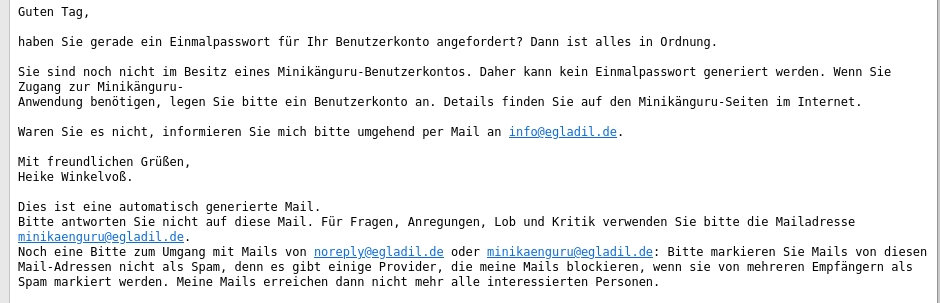 Guten Tag,
haben Sie gerade ein Einmalpasswort für Ihr Benutzerkonto angefordert? Dann ist alles in Ordnung.
Sie sind noch nicht im Besitz eines Minikänguru-Benutzerkontos. Daher kann kein Einmalpasswort generiert werden. Wenn Sie
Zugang zur Minikänguru-
Anwendung benötigen, legen Sie bitte ein Benutzerkonto an. Details finden Sie auf den Minikänguru-Seiten im Internet.
Waren Sie es nicht, informieren Sie mich bitte umgehend per Mail an info@egladil.de.
Mit freundlichen Grüßen,
Heike Winkelvoß.
Dies ist eine automatisch generierte Mail.
Bitte antworten Sie nicht auf diese Mail. Für Fragen, Anregungen, Lob und Kritik verwenden Sie bitte die Mailadresse
minikaenguru@egladil.de.
Noch eine Bitte zum Umgang mit Mails von noreply@egladil.de oder minikaenguru@egladil.de: Bitte markieren Sie Mails von diesen
Mail-Adressen nicht als Spam, denn es gibt einige Provider, die meine Mails blockieren, wenn sie von mehreren Empfängern als
Spam markiert werden. Meine Mails erreichen dann nicht mehr alle interessierten Personen.